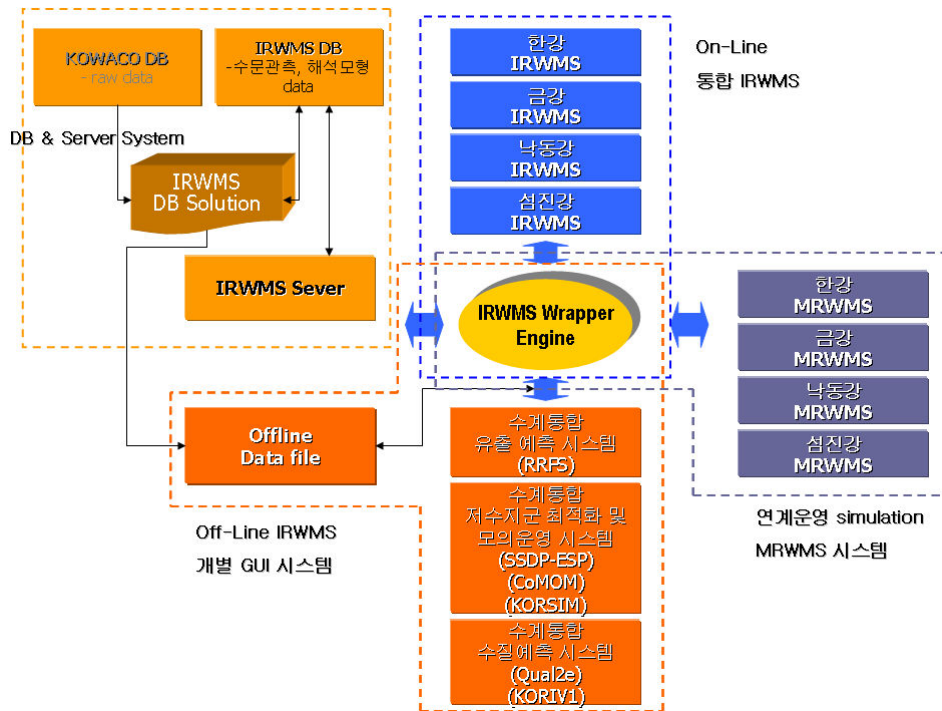 KOWACO DB
- raw data
IRWMS DB
-수문관측, 해석모형
data
DB & Server System
IRWMS
DB Solution
IRWMS Sever
한강
IRWMS
금강
IRWMS
낙동강
IRWMS
섬진강
IRWMS
On-Line
통합 IRWMS
IRWMS Wrapper
Engine
한강
MRWMS
금강
MRWMS
낙동강
MRWMS
섬진강
MRWMS
연계운영 simulation
MRWMS 시스템
Offline
Data file
Off-Line IRWMS
개별 GUI 시스템
수계통합
유출 예측 시스템
(RRFS)
수계통합
저수지군 최적화 및
모의운영 시스템
(SSDP-ESP)
(CoMOM)
(KORSIM)
수계통합
수질예측 시스템
(Qual2e)
(KORIV1)